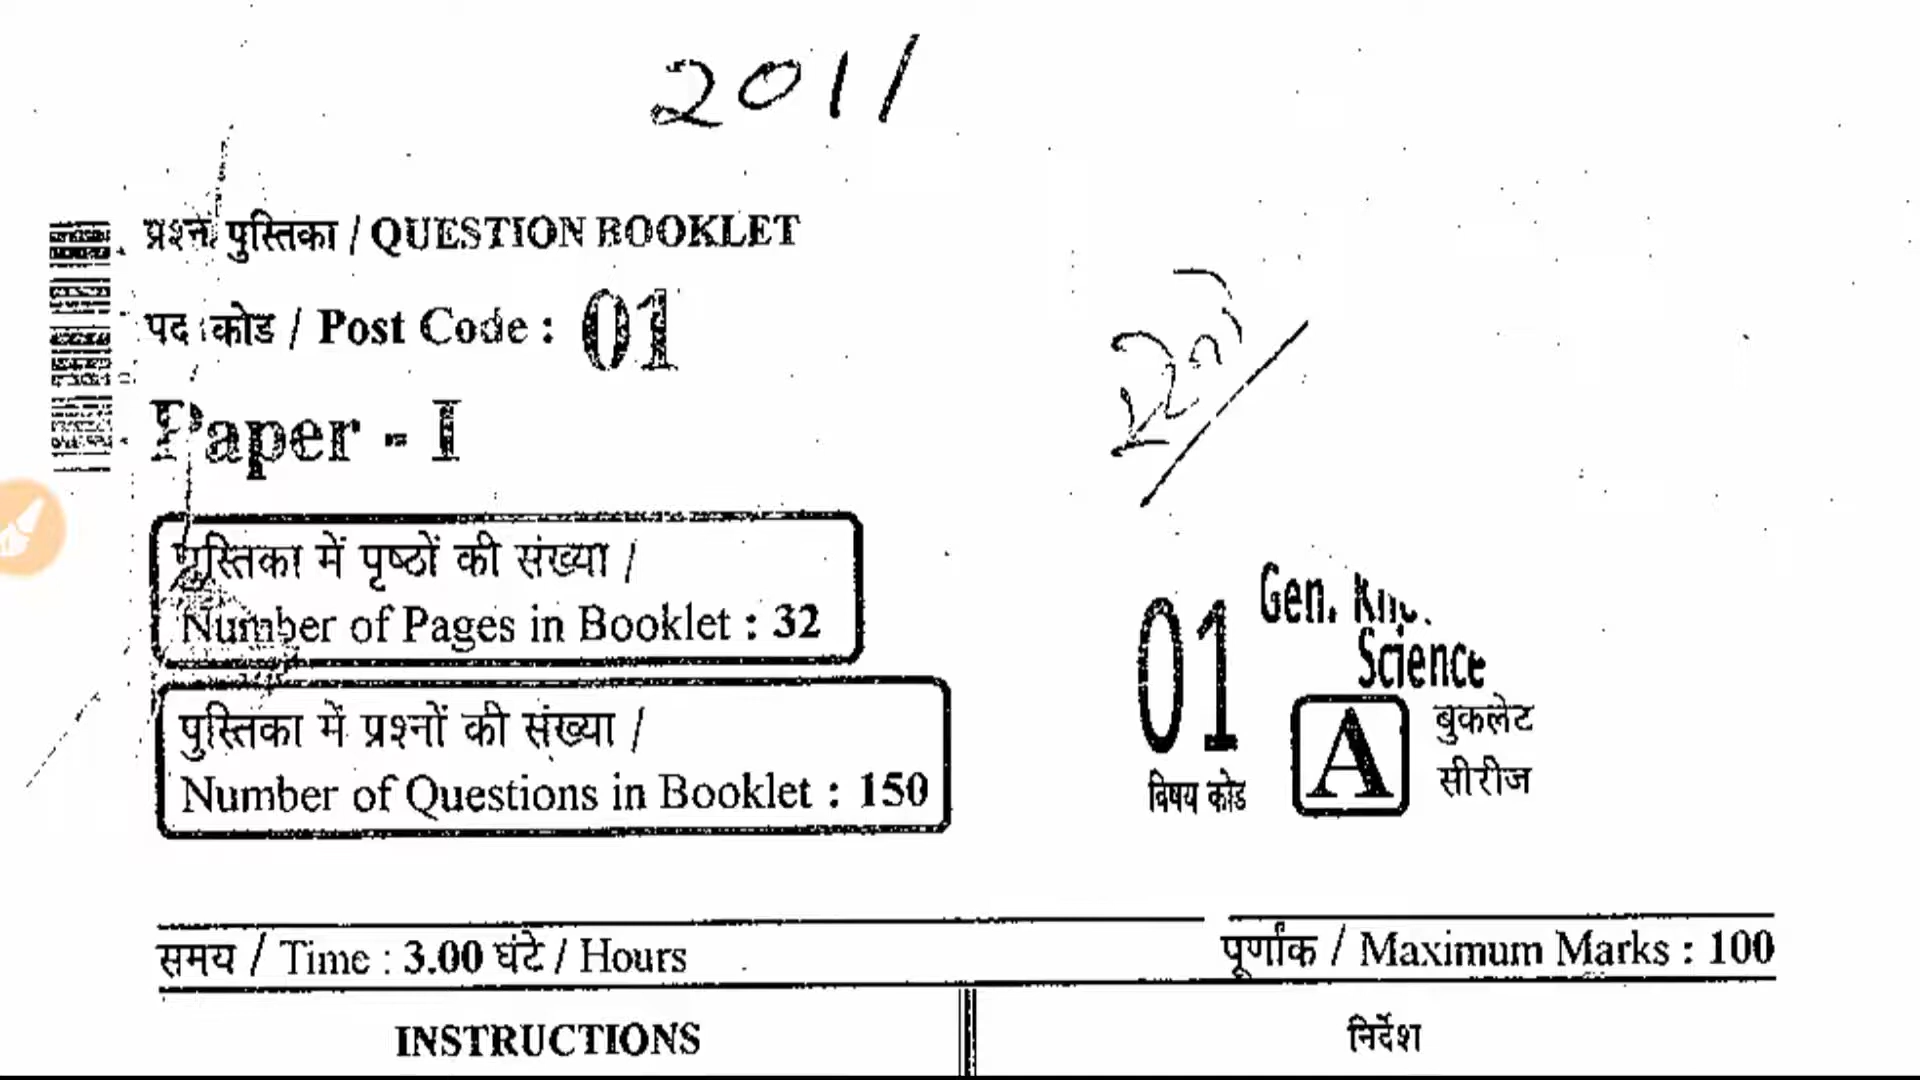 2011
प्रश्न पुस्तिका / QUESTION BOOKLET
पद कोड / Post Code : 01
Paper - I
पुस्तिका में पृष्ठों की संख्या /
Number of Pages in Booklet : 32
पुस्तिका में प्रश्नों की संख्या /
Number of Questions in Booklet : 150
01
विषय कोड
Gen.
Science
A
बुकलेट
सीरीज
समय / Time : 3.00 घंटे / Hours
पूर्णांक / Maximum Marks : 100
INSTRUCTIONS
निर्देश